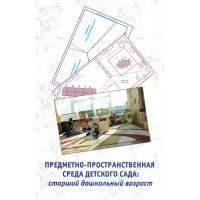 ПРЕДМЕТНО-ПРОСТРАНСТВЕННАЯ
СРЕДА ДЕТСКОГО САДА:
старший дошкольный возраст